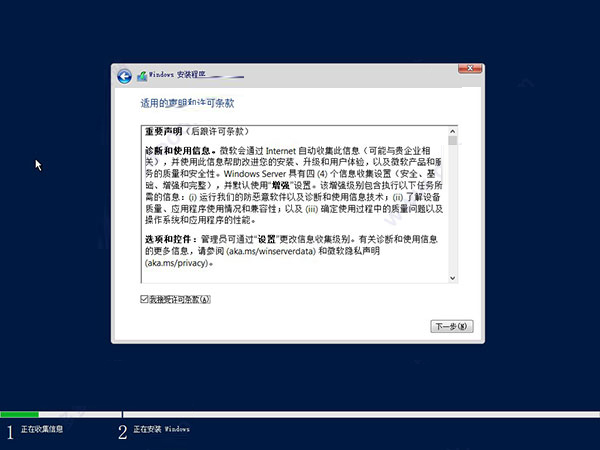 Windows 安装程序
适用的声明和许可条款
重要声明（后跟许可条款）
诊断和使用信息。微软会通过 Internet 自动收集此信息（可能与贵企业相
关），并使用此信息帮助改进您的安装、升级和用户体验，以及微软产品和服
务的质量和安全性。Windows Server 具有四 (4) 个信息收集设置（安全、基
础、增强和完整），并默认使用“增强”设置。该增强级别包含执行以下任务所
需的信息：(i) 运行我们的防恶意软件以及诊断和使用信息技术；(ii) 了解设备
质量、应用程序使用情况和兼容性；以及 (iii) 确定使用过程中的质量问题以及
操作系统和应用程序的性能。
选项和控件：管理员可通过“设置”更改信息收集级别。有关诊断和使用信息
的更多信息，请参阅 (aka.ms/winserverdata) 和微软隐私声明
(aka.ms/privacy)。
我接受许可条款(A)
下一步(N)
1 正在收集信息 2 正在安装 Windows